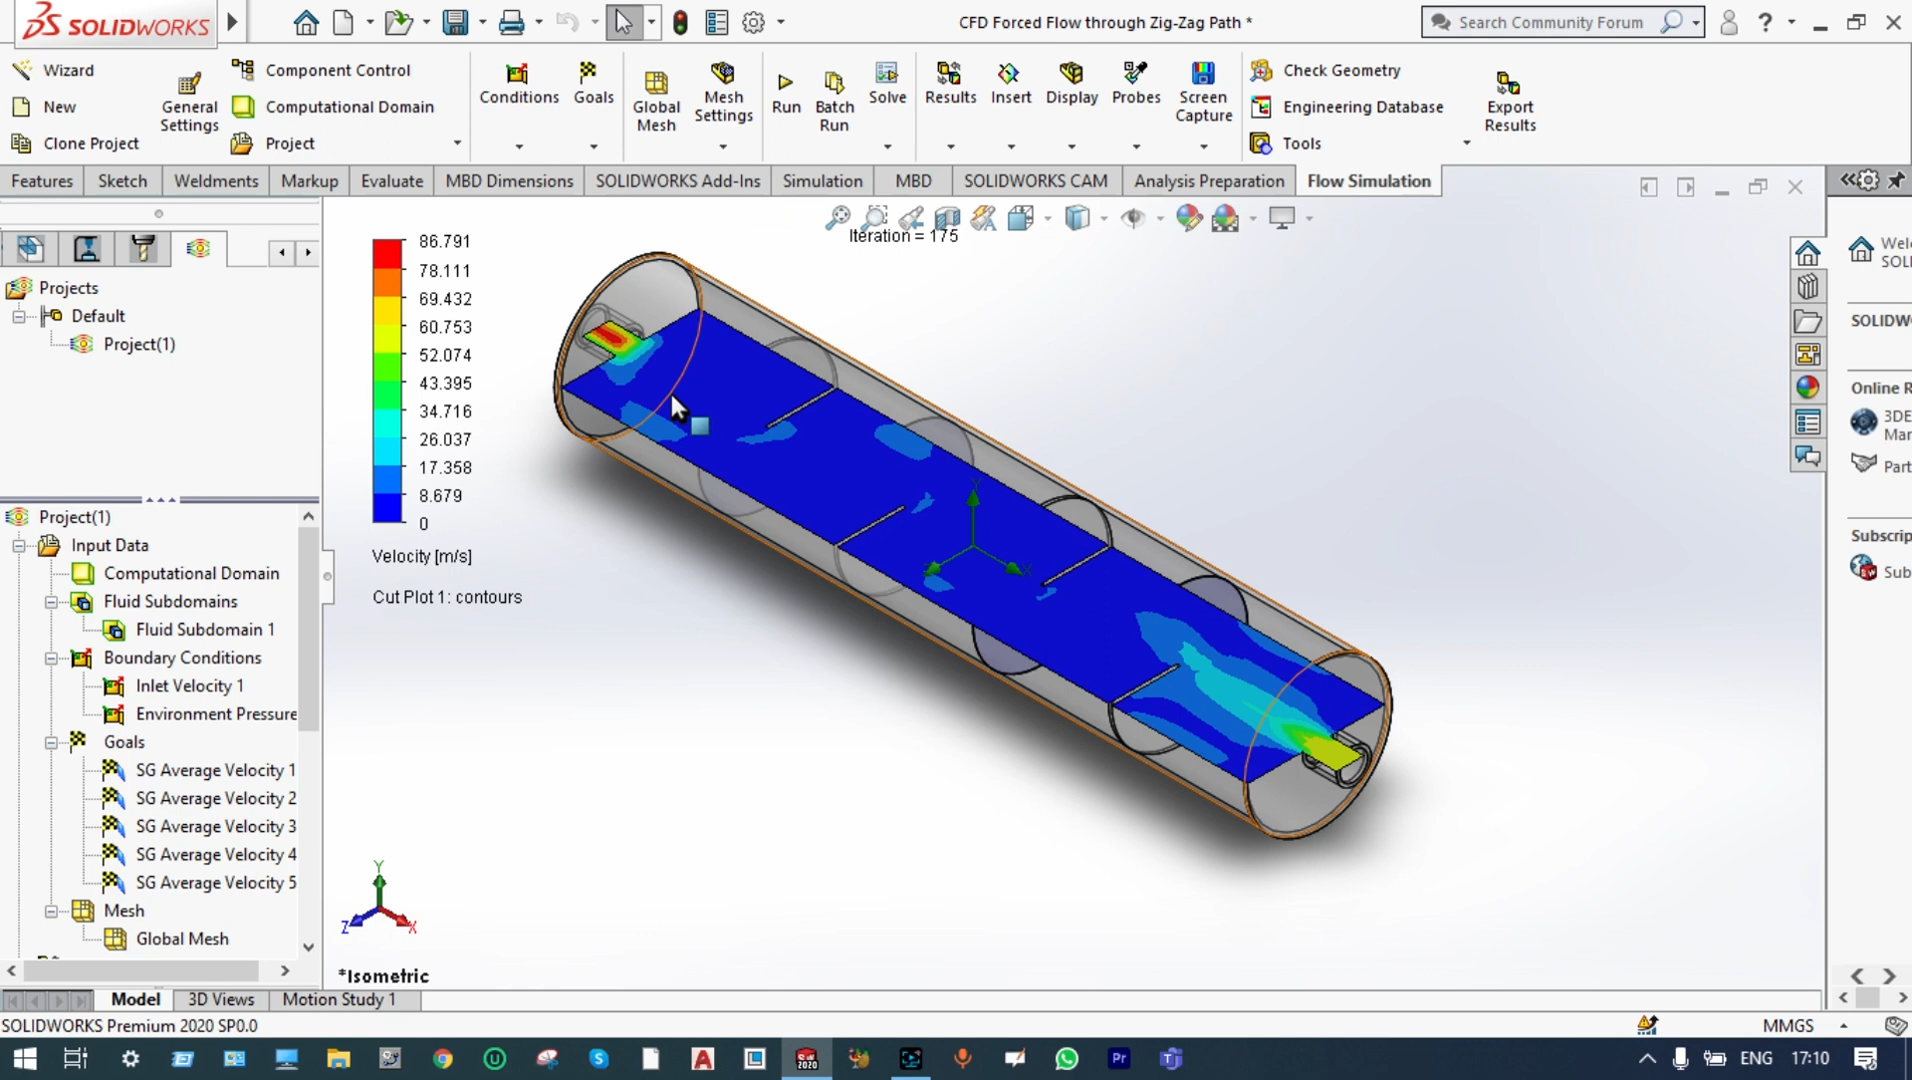 SOLIDWORKS
CFD Forced Flow through Zig-Zag Path *
Search Community Forum
?
Wizard
New
Clone Project
General
Settings
Component Control
Computational Domain
Project
Conditions
Goals
Global
Mesh
Mesh
Settings
Run
Batch
Run
Solve
Results
Insert
Display
Probes
Screen
Capture
Check Geometry
Engineering Database
Tools
Export
Results
Features
Sketch
Weldments
Markup
Evaluate
MBD Dimensions
SOLIDWORKS Add-Ins
Simulation
MBD
SOLIDWORKS CAM
Analysis Preparation
Flow Simulation
Iteration = 175
Projects
Default
Project(1)
Project(1)
Input Data
Computational Domain
Fluid Subdomains
Fluid Subdomain 1
Boundary Conditions
Inlet Velocity 1
Environment Pressure
Goals
SG Average Velocity 1
SG Average Velocity 2
SG Average Velocity 3
SG Average Velocity 4
SG Average Velocity 5
Mesh
Global Mesh
86.791
78.111
69.432
60.753
52.074
43.395
34.716
26.037
17.358
8.679
0
Velocity [m/s]
Cut Plot 1: contours
Y
X
Y
Z
X
*Isometric
Wel
SOL
SOLIDW
Online R
3DE
Mar
Part
Subscrip
Sub
Model
3D Views
Motion Study 1
SOLIDWORKS Premium 2020 SP0.0
MMGS
ENG
17:10